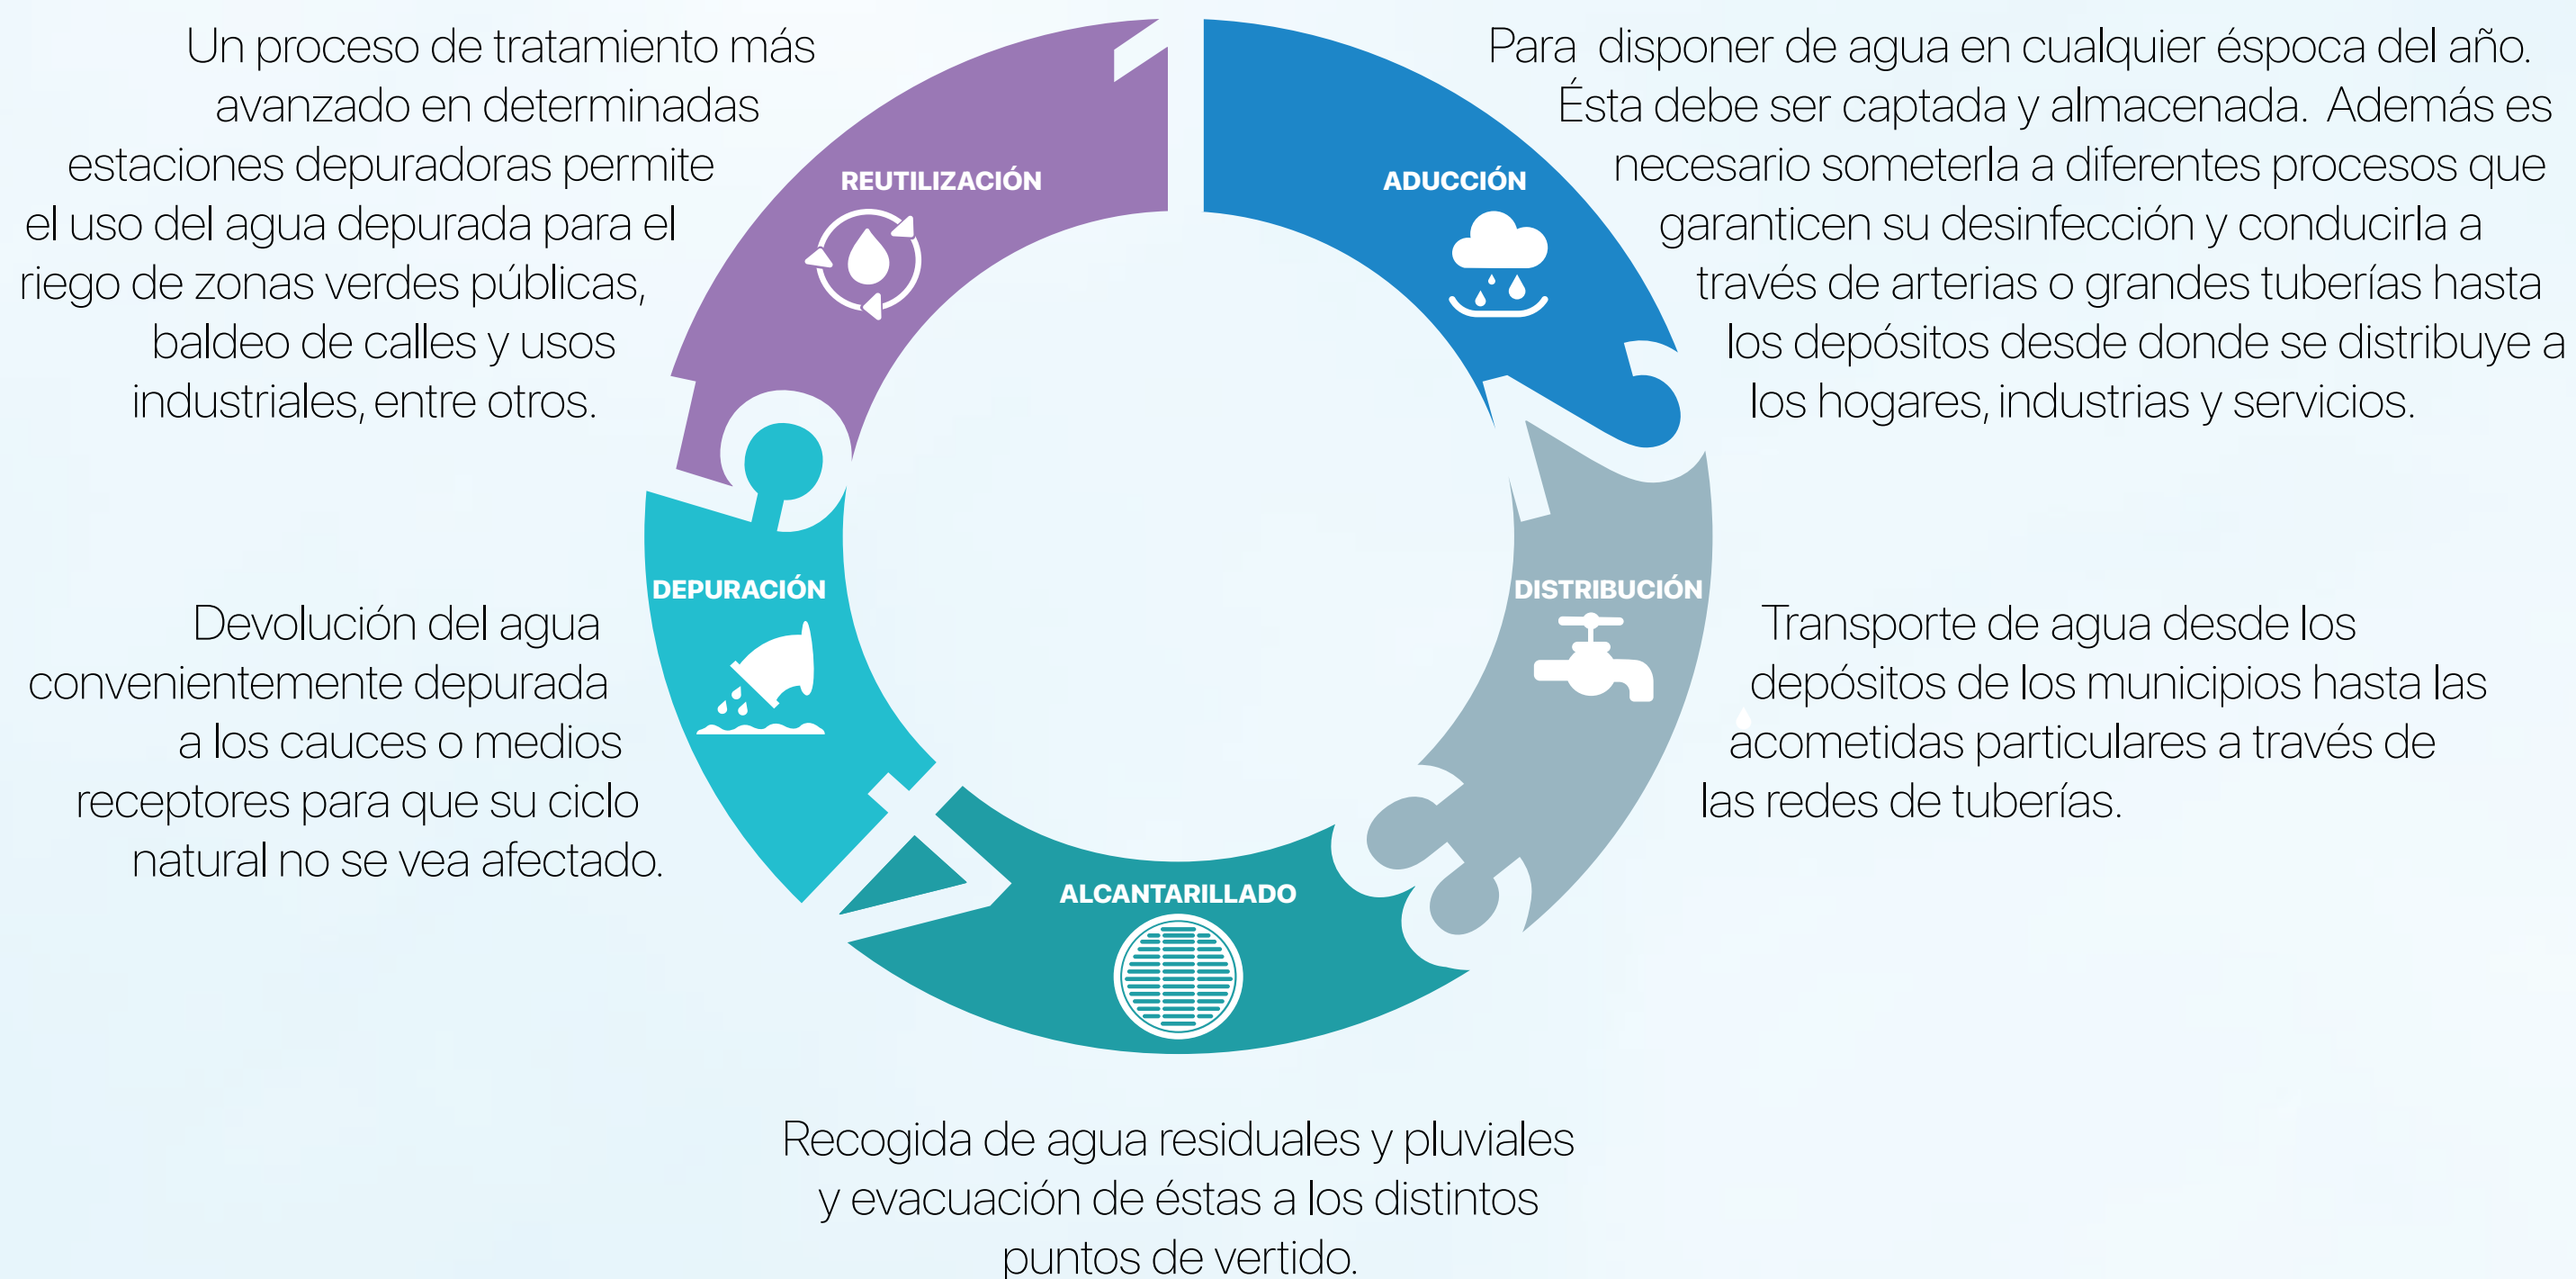 1
ADUCCIÓN
Para disponer de agua en cualquier éspoca del año.
Ésta debe ser captada y almacenada. Además es
necesario someterla a diferentes procesos que
garanticen su desinfección y conducirla a
través de arterias o grandes tuberías hasta
los depósitos desde donde se distribuye a
los hogares, industrias y servicios.
2
DISTRIBUCIÓN
Transporte de agua desde los
depósitos de los municipios hasta las
acometidas particulares a través de
las redes de tuberías.
3
ALCANTARILLADO
Recogida de agua residuales y pluviales
y evacuación de éstas a los distintos
puntos de vertido.
4
DEPURACIÓN
Devolución del agua
convenientemente depurada
a los cauces o medios
receptores para que su ciclo
natural no se vea afectado.
5
REUTILIZACIÓN
Un proceso de tratamiento más
avanzado en determinadas
estaciones depuradoras permite
el uso del agua depurada para el
riego de zonas verdes públicas,
baldeo de calles y usos
industriales, entre otros.